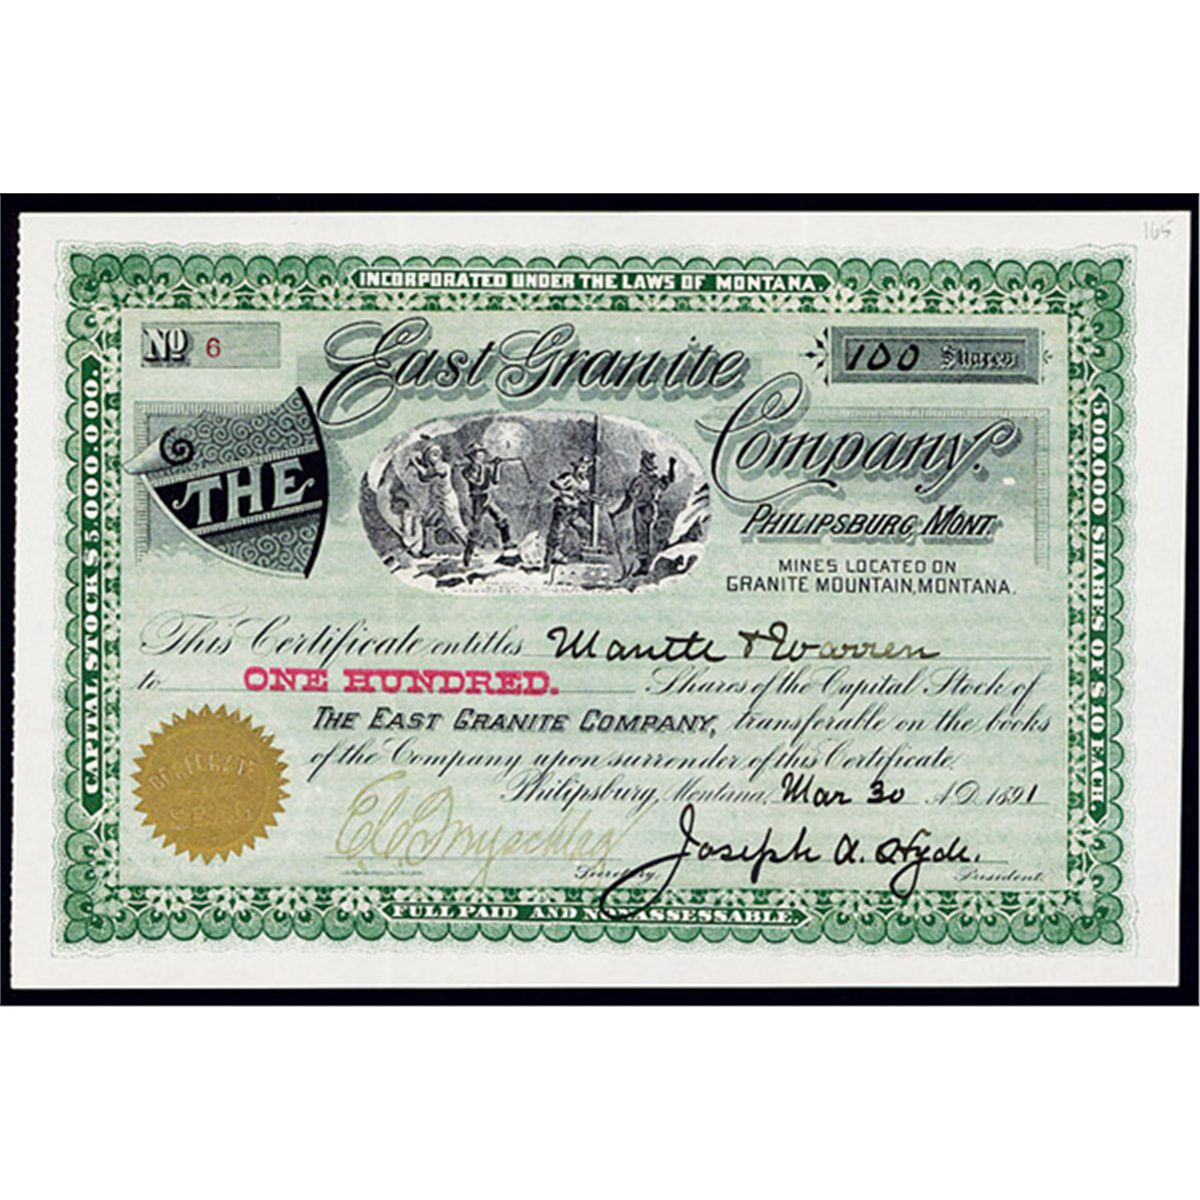 165
INCORPORATED UNDER THE LAWS OF MONTANA.
No 6
East Granite
100 Shares
THE
Company.
PHILIPSBURG, MONT.
MINES LOCATED ON
GRANITE MOUNTAIN, MONTANA.
CAPITAL STOCK $5,000,000.
500,000 SHARES OF $10 EACH.
This Certificate entitles Mantle & Warren
to ONE HUNDRED. Shares of the Capital Stock of
THE EAST GRANITE COMPANY, transferable on the books
of the Company upon surrender of this Certificate.
Philipsburg, Montana, Mar 30 A.D. 1891
CORPORATE
SEAL
Joseph A. Hyde.
Secretary. President.
FULL PAID AND NON ASSESSABLE.